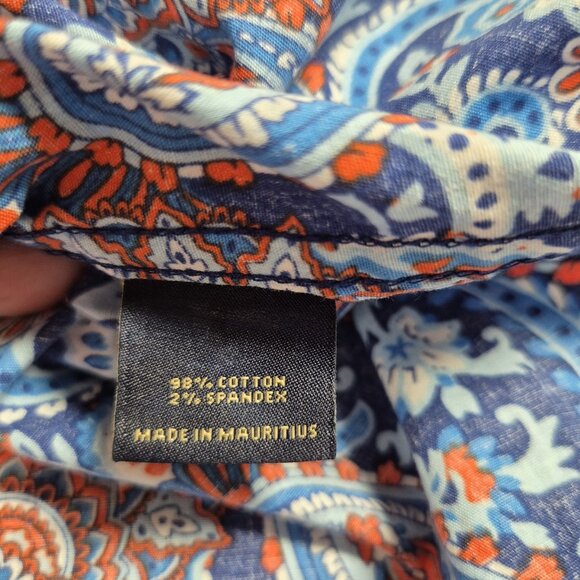 98% COTTON
2% SPANDEX
MADE IN MAURITIUS